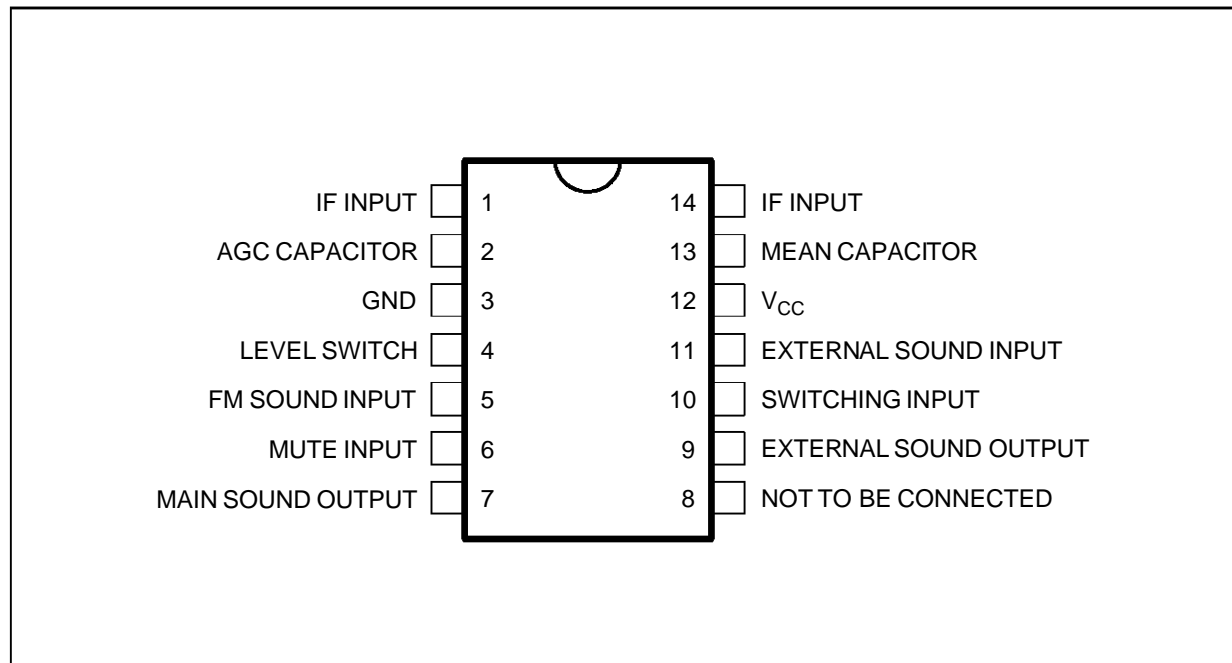 IF INPUT 1 14 IF INPUT
AGC CAPACITOR 2 13 MEAN CAPACITOR
GND 3 12 VCC
LEVEL SWITCH 4 11 EXTERNAL SOUND INPUT
FM SOUND INPUT 5 10 SWITCHING INPUT
MUTE INPUT 6 9 EXTERNAL SOUND OUTPUT
MAIN SOUND OUTPUT 7 8 NOT TO BE CONNECTED